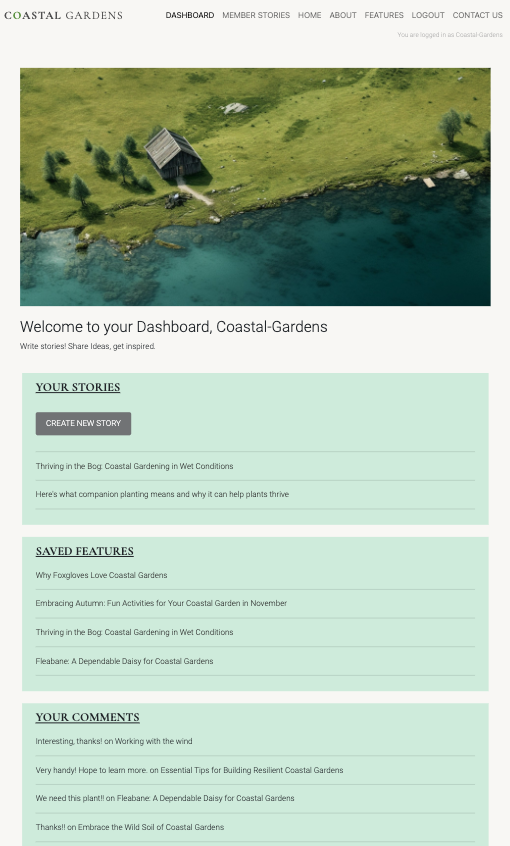 COASTAL GARDENS
DASHBOARD MEMBER STORIES HOME ABOUT FEATURES LOGOUT CONTACT US
You are logged in as Coastal-Gardens
Welcome to your Dashboard, Coastal-Gardens
Write stories! Share Ideas, get inspired.
YOUR STORIES
CREATE NEW STORY
Thriving in the Bog: Coastal Gardening in Wet Conditions
Here's what companion planting means and why it can help plants thrive
SAVED FEATURES
Why Foxgloves Love Coastal Gardens
Embracing Autumn: Fun Activities for Your Coastal Garden in November
Thriving in the Bog: Coastal Gardening in Wet Conditions
Fleabane: A Dependable Daisy for Coastal Gardens
YOUR COMMENTS
Interesting, thanks! on Working with the wind
Very handy! Hope to learn more. on Essential Tips for Building Resilient Coastal Gardens
We need this plant!! on Fleabane: A Dependable Daisy for Coastal Gardens
Thanks!! on Embrace the Wild Soil of Coastal Gardens